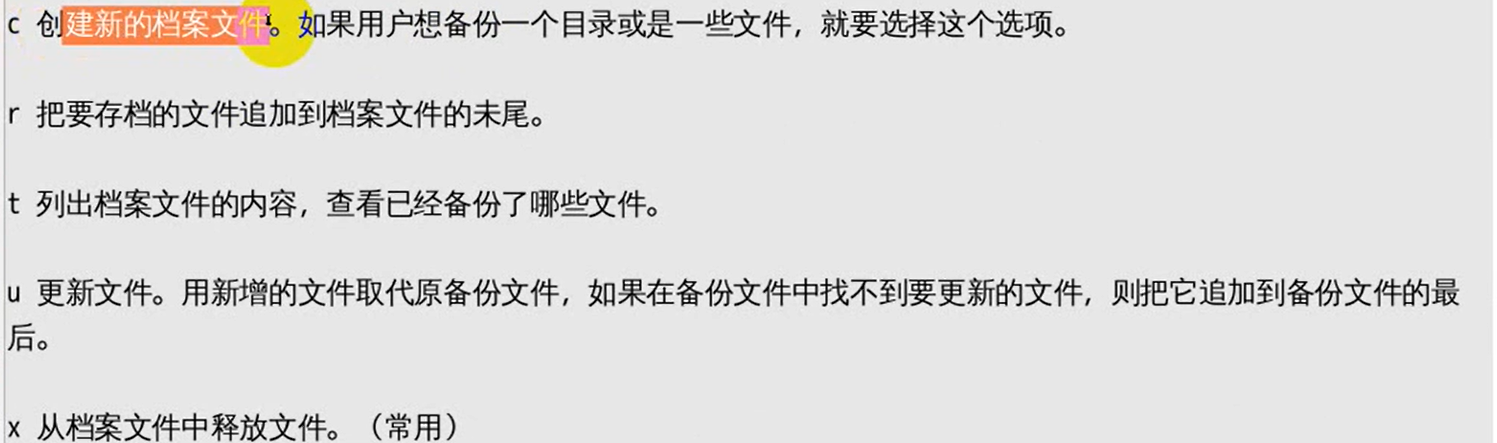 c 创建新的档案文件。如果用户想备份一个目录或是一些文件，就要选择这个选项。
r 把要存档的文件追加到档案文件的未尾。
t 列出档案文件的内容，查看已经备份了哪些文件。
u 更新文件。用新增的文件取代原备份文件，如果在备份文件中找不到要更新的文件，则把它追加到备份文件的最
后。
x 从档案文件中释放文件。（常用）